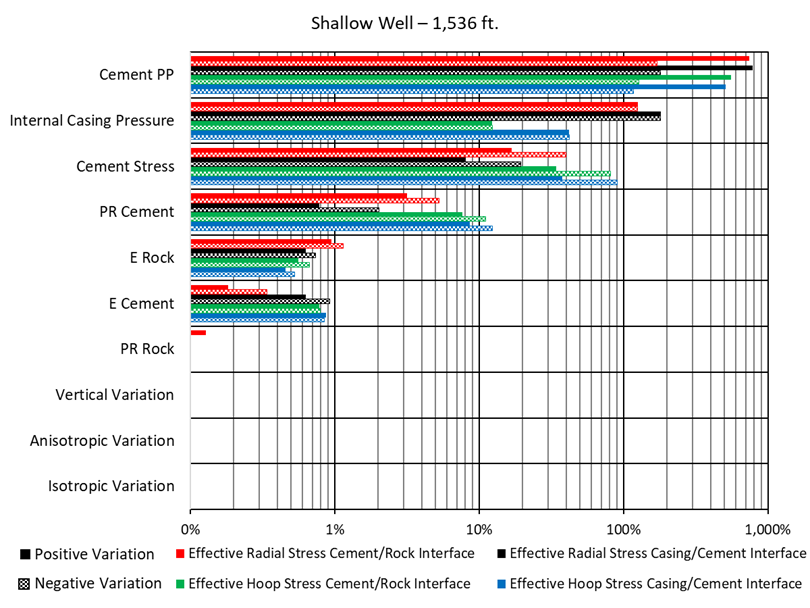 Shallow Well – 1,536 ft.
Cement PP
Internal Casing Pressure
Cement Stress
PR Cement
E Rock
E Cement
PR Rock
Vertical Variation
Anisotropic Variation
Isotropic Variation
0% 1% 10% 100% 1,000%
Positive Variation Effective Radial Stress Cement/Rock Interface Effective Radial Stress Casing/Cement Interface
Negative Variation Effective Hoop Stress Cement/Rock Interface Effective Hoop Stress Casing/Cement Interface